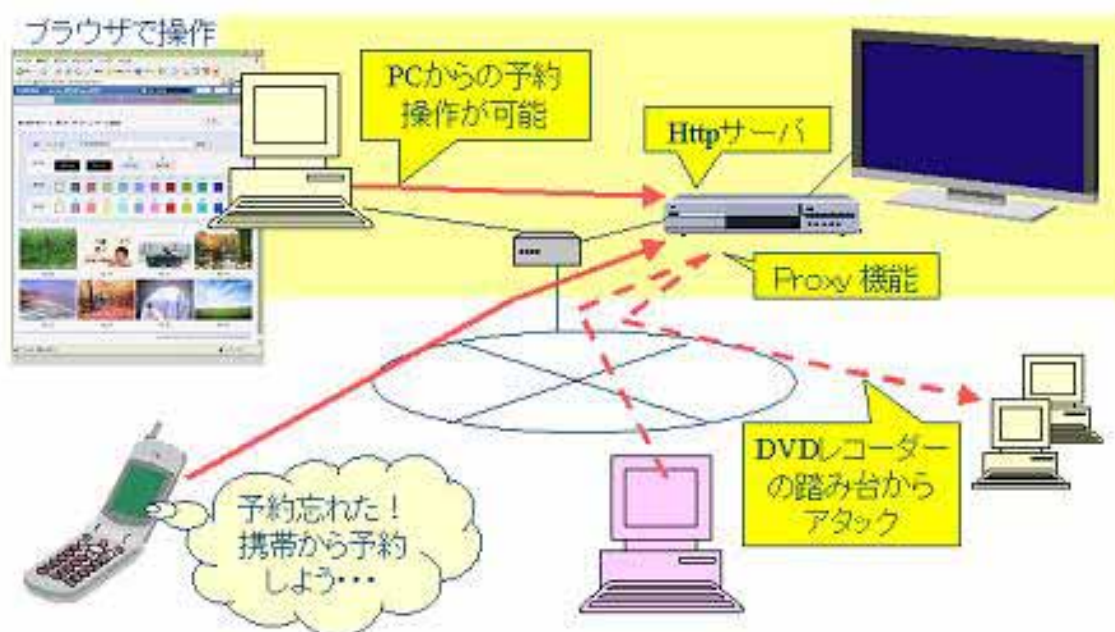 ブラウザで操作
PCからの予約
操作が可能
Httpサーバ
Proxy 機能
DVDレコーダー
の踏み台から
アタック
予約忘れた！
携帯から予約
しよう・・・